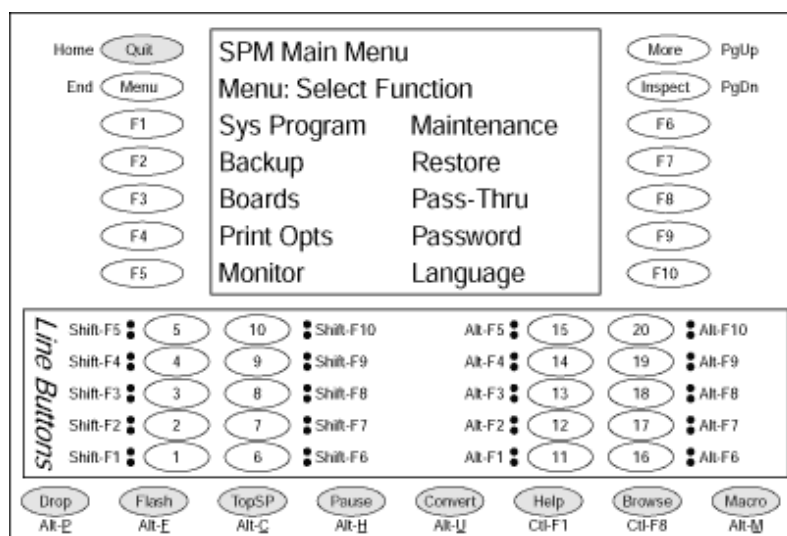 Home Quit SPM Main Menu More PgUp
End Menu Menu: Select Function Inspect PgDn
F1 Sys Program Maintenance F6
F2 Backup Restore F7
F3 Boards Pass-Thru F8
F4 Print Opts Password F9
F5 Monitor Language F10
Line Buttons
Shift-F5 5 10 Shift-F10 Alt-F5 15 20 Alt-F10
Shift-F4 4 9 Shift-F9 Alt-F4 14 19 Alt-F9
Shift-F3 3 8 Shift-F8 Alt-F3 13 18 Alt-F8
Shift-F2 2 7 Shift-F7 Alt-F2 12 17 Alt-F7
Shift-F1 1 6 Shift-F6 Alt-F1 11 16 Alt-F6
Drop Flash TopSP Pause Convert Help Browse Macro
Alt-P Alt-F Alt-C Alt-H Alt-U Ctl-F1 Ctl-F8 Alt-M